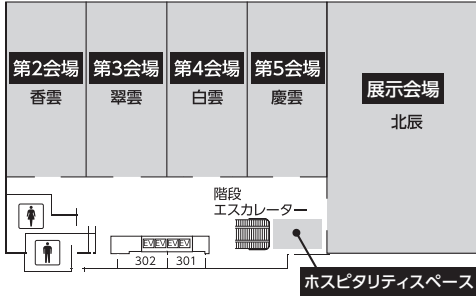 第2会場
香雲
第3会場
翠雲
第4会場
白雲
第5会場
慶雲
展示会場
北辰
階段
エスカレーター
EV EV EV EV
302
301
ホスピタリティスペース